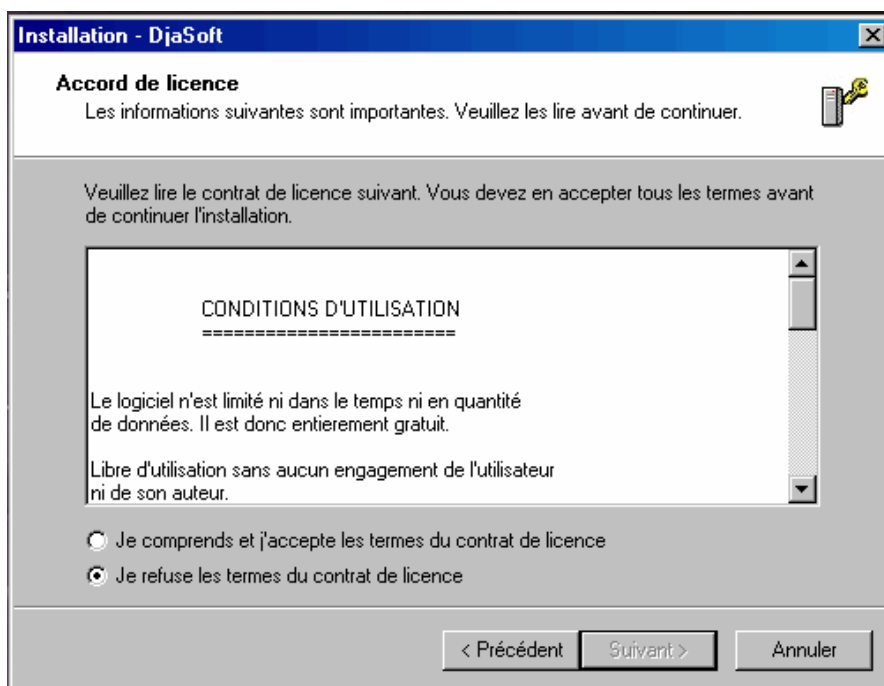 Installation - DjaSoft
Accord de licence
Les informations suivantes sont importantes. Veuillez les lire avant de continuer.
Veuillez lire le contrat de licence suivant. Vous devez en accepter tous les termes avant
de continuer l'installation.
CONDITIONS D'UTILISATION
========================
Le logiciel n'est limité ni dans le temps ni en quantité
de données. Il est donc entierement gratuit.
Libre d'utilisation sans aucun engagement de l'utilisateur
ni de son auteur.
Je comprends et j'accepte les termes du contrat de licence
Je refuse les termes du contrat de licence
< Précédent
Suivant >
Annuler